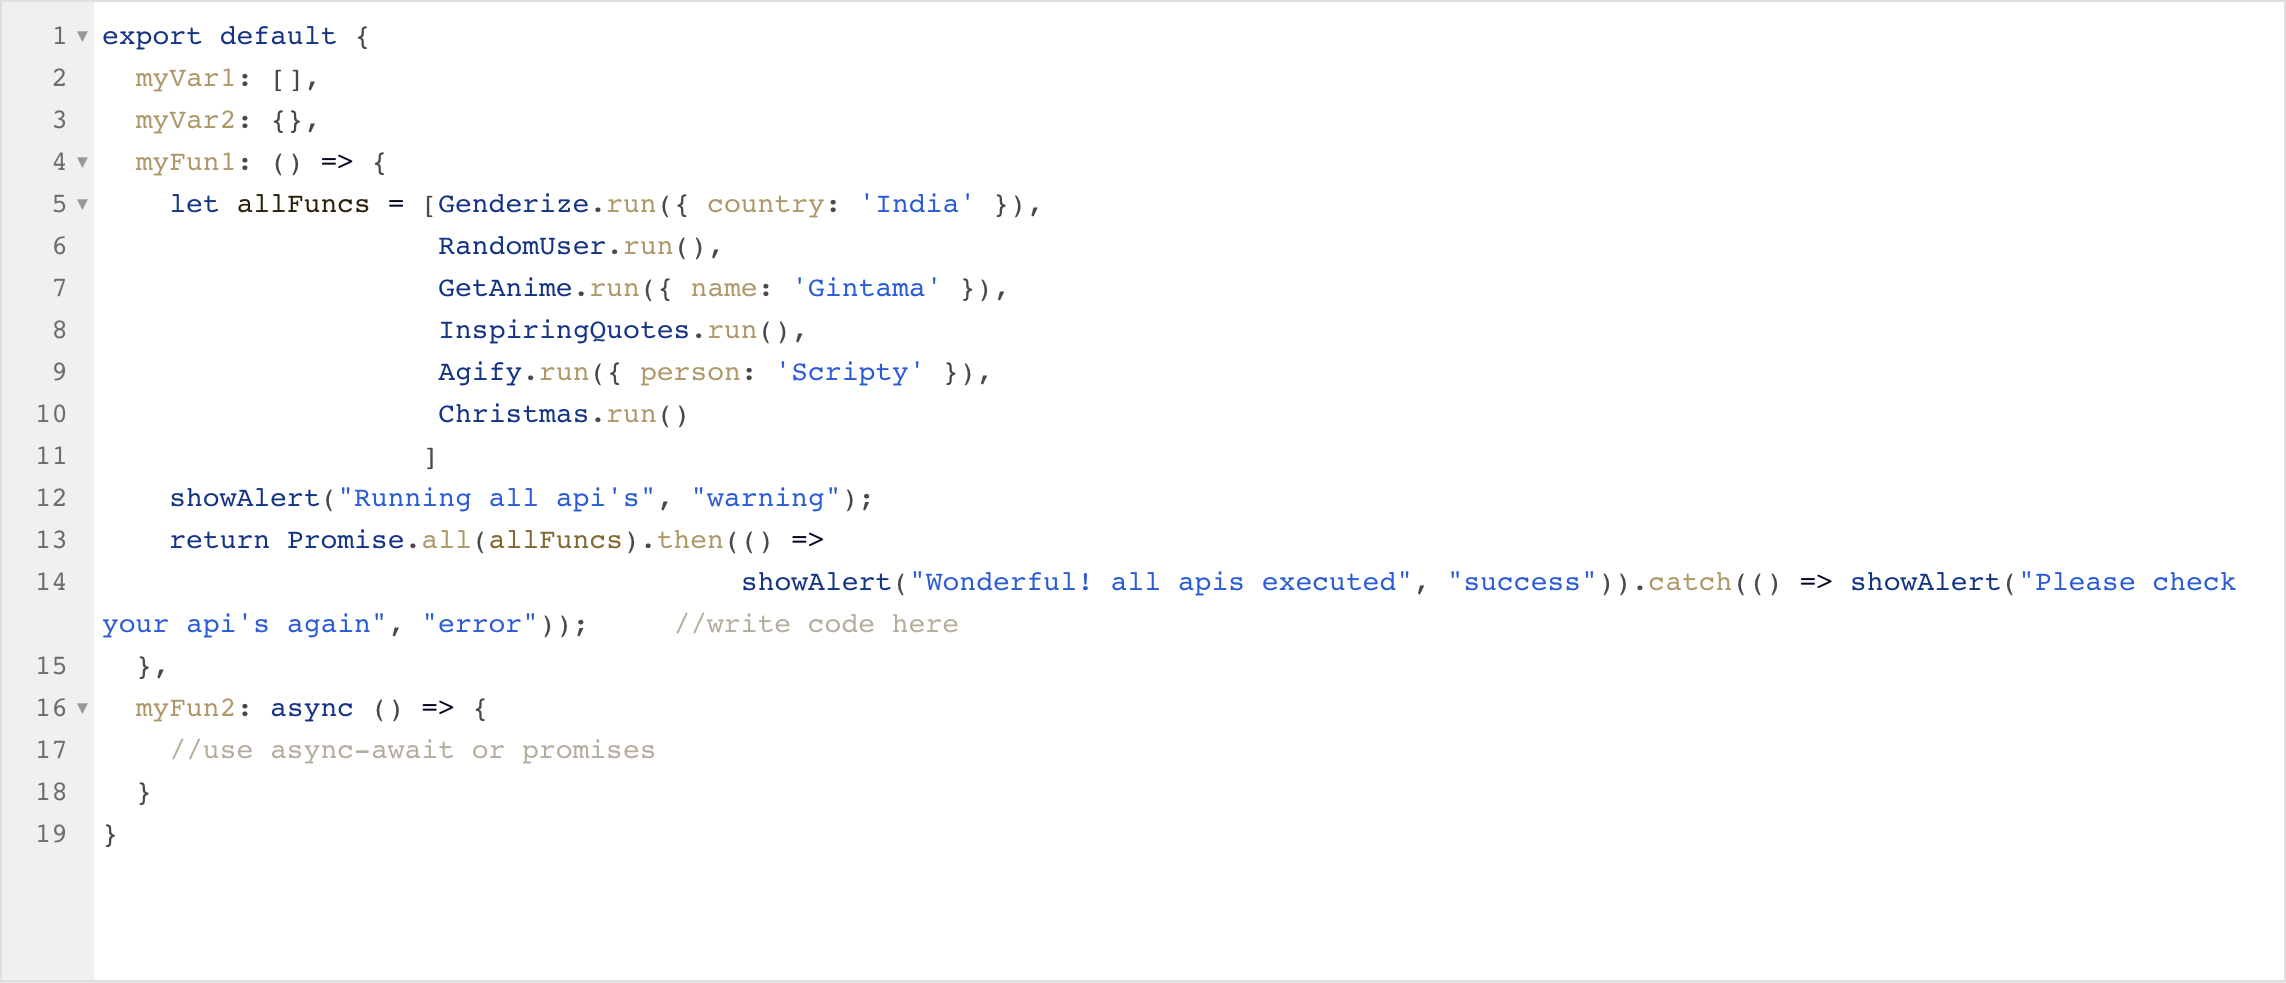 1 export default {
2   myVar1: [],
3   myVar2: {},
4   myFun1: () => {
5     let allFuncs = [Genderize.run({ country: 'India' }),
6                     RandomUser.run(),
7                     GetAnime.run({ name: 'Gintama' }),
8                     InspiringQuotes.run(),
9                     Agify.run({ person: 'Scripty' }),
10                     Christmas.run()
11                    ]
12     showAlert("Running all api's", "warning");
13     return Promise.all(allFuncs).then(() =>
14                                       showAlert("Wonderful! all apis executed", "success")).catch(() => showAlert("Please check
your api's again", "error"));     //write code here
15   },
16   myFun2: async () => {
17     //use async-await or promises
18   }
19 }